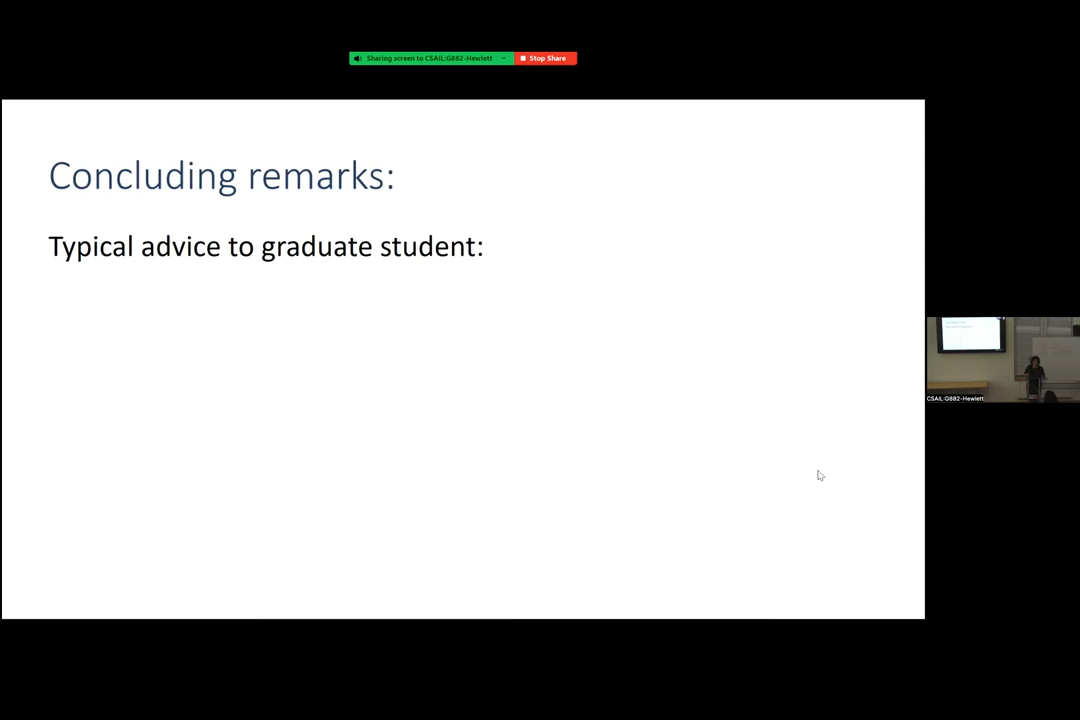 Sharing screen to CSAIL:G882-Hewlett
Stop Share
Concluding remarks:
Typical advice to graduate student:
CSAIL:G882-Hewlett